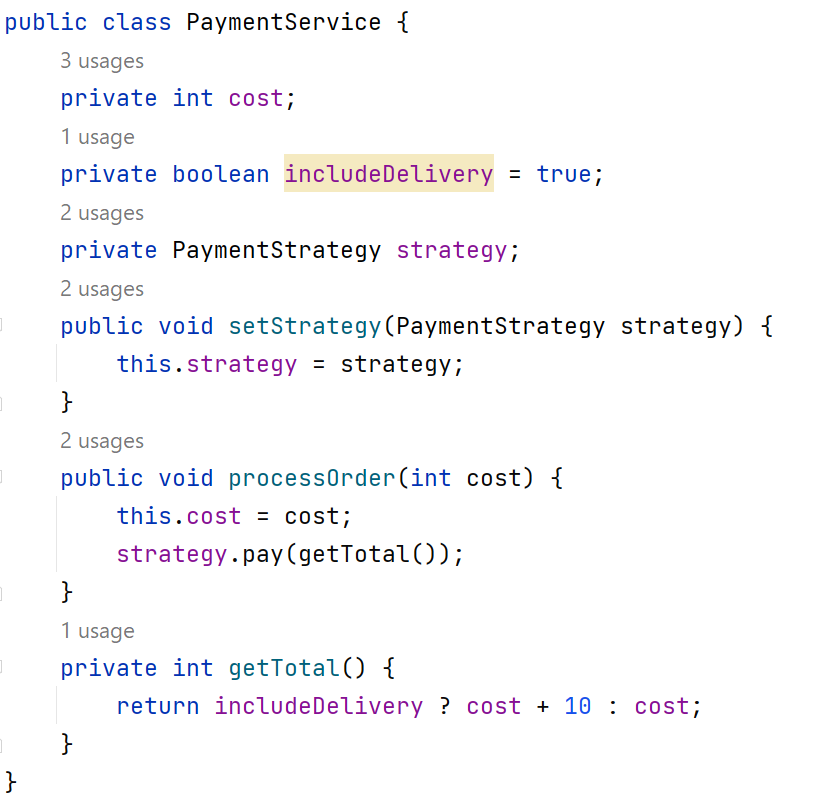 public class PaymentService {
3 usages
private int cost;
1 usage
private boolean includeDelivery = true;
2 usages
private PaymentStrategy strategy;
2 usages
public void setStrategy(PaymentStrategy strategy) {
this.strategy = strategy;
}
2 usages
public void processOrder(int cost) {
this.cost = cost;
strategy.pay(getTotal());
}
1 usage
private int getTotal() {
return includeDelivery ? cost + 10 : cost;
}
}